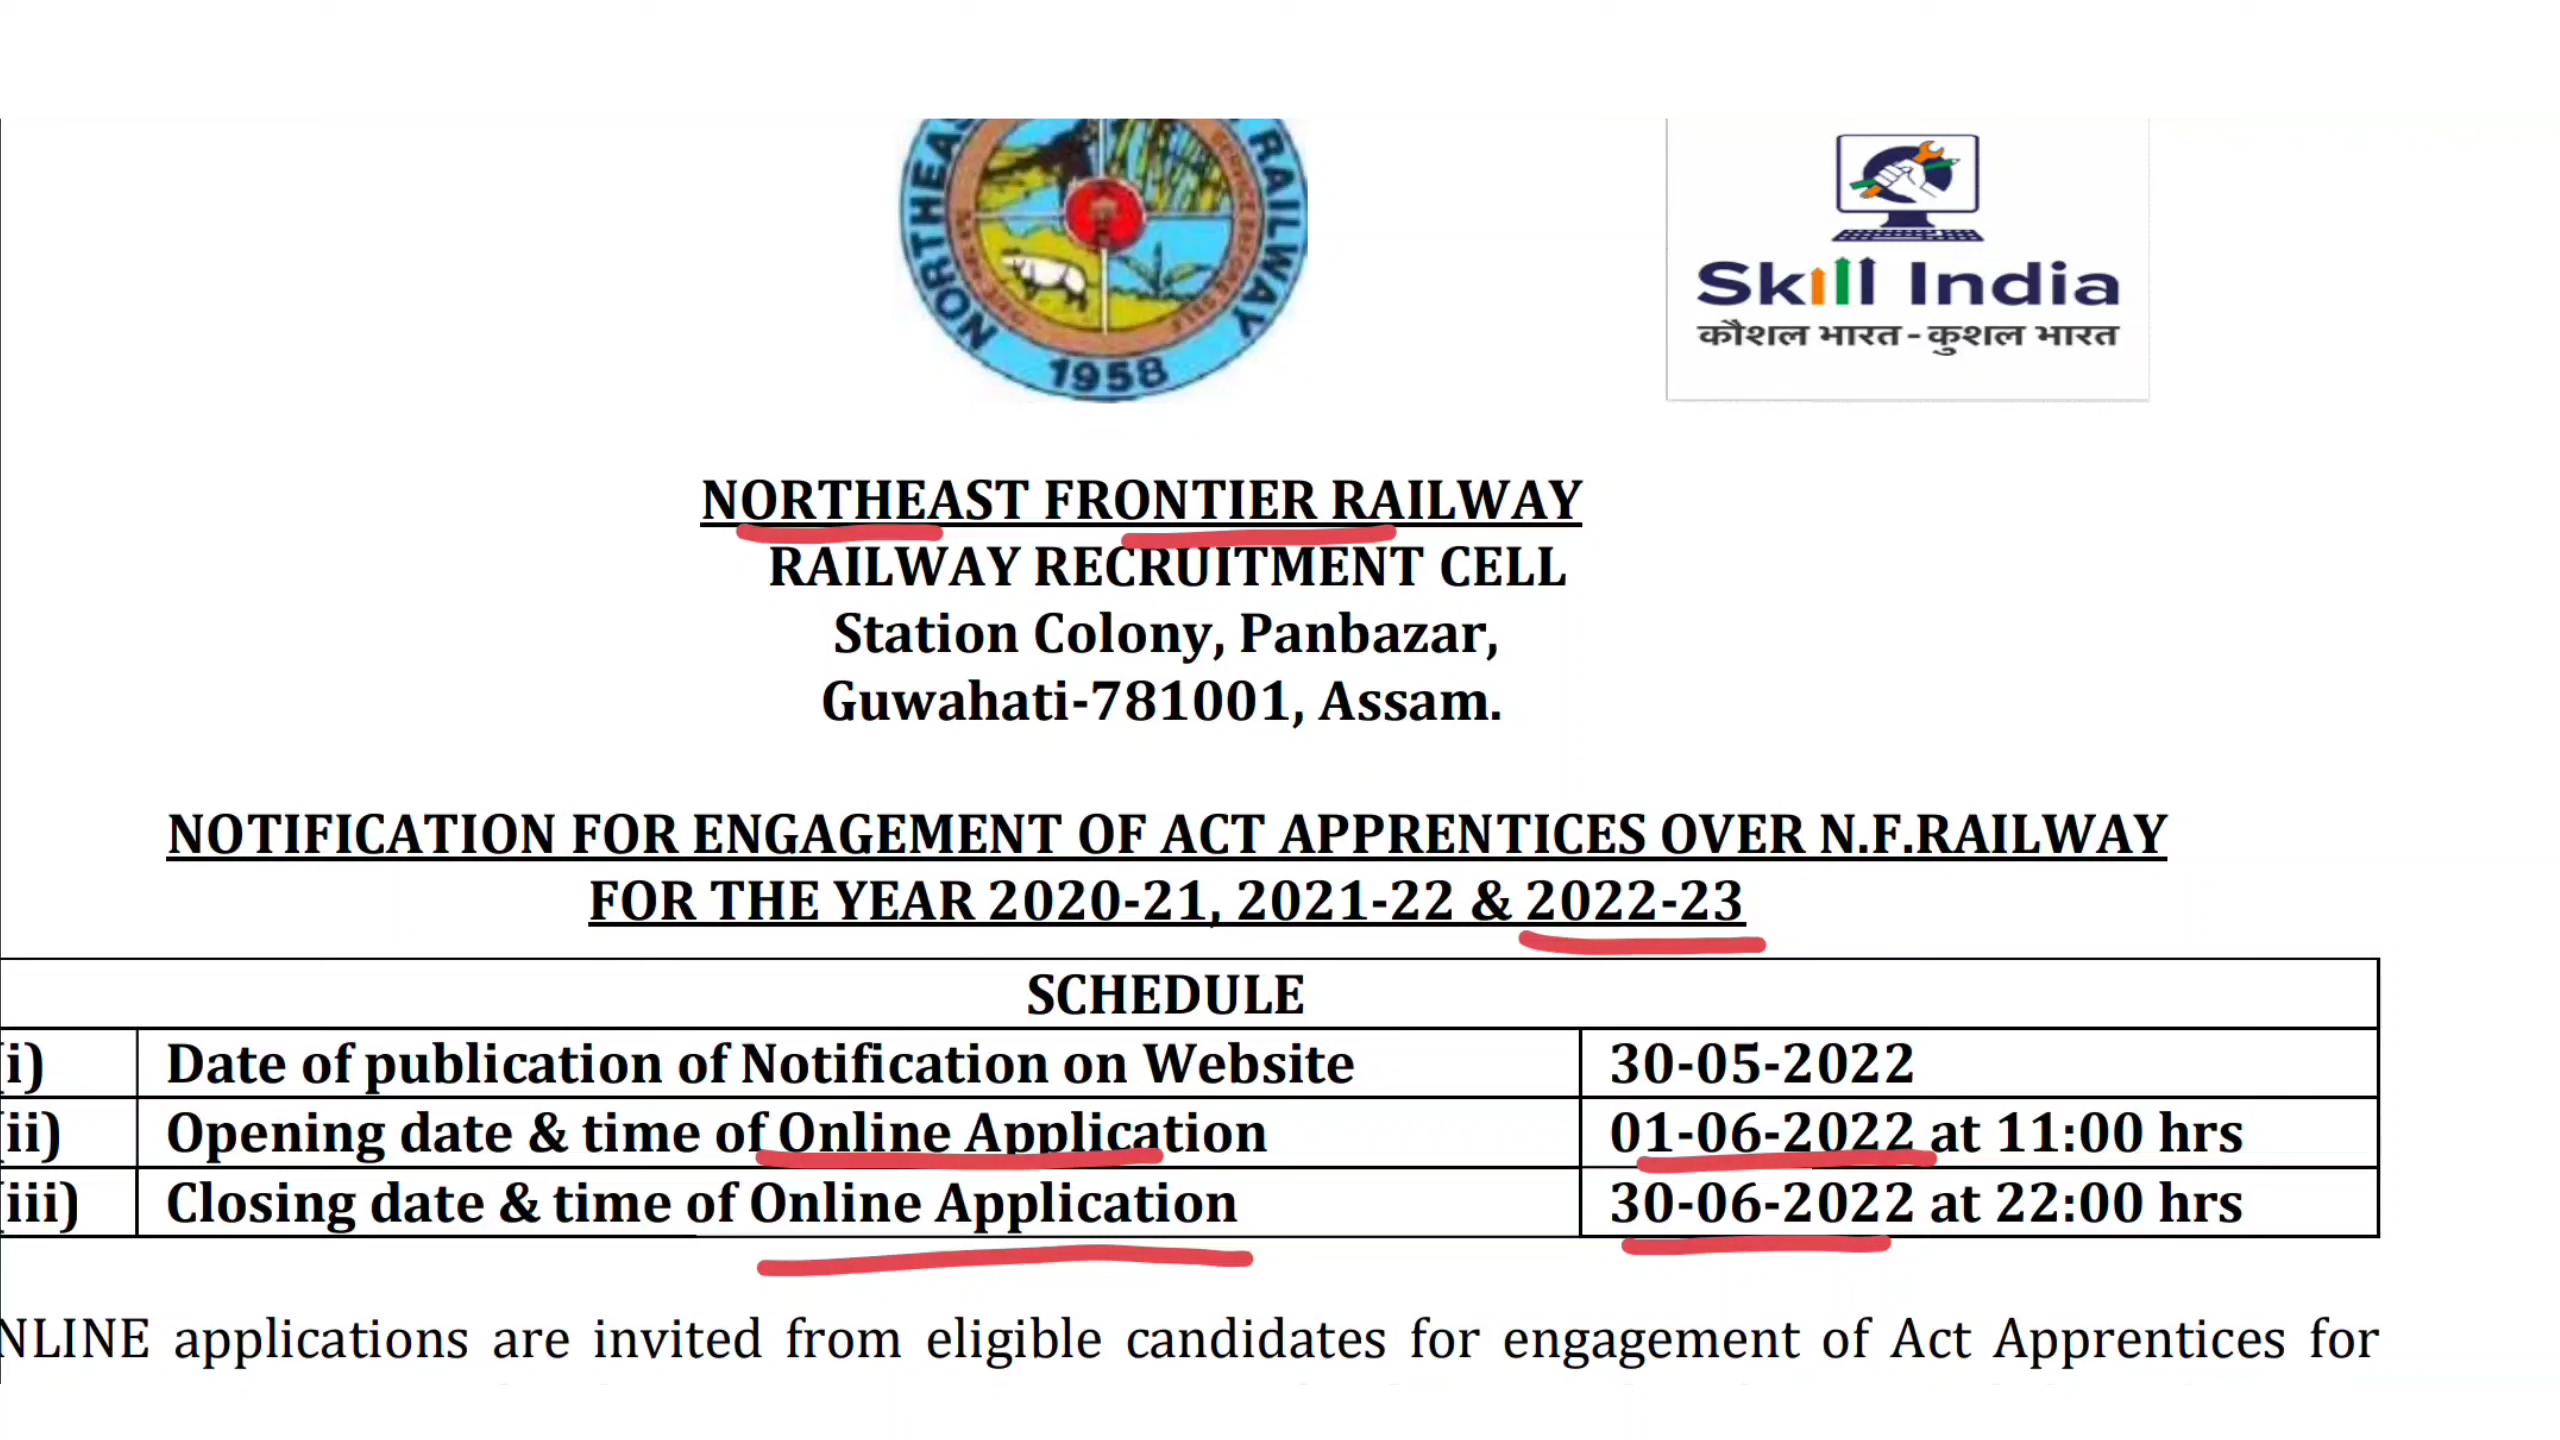 NORTHEAS RAILWAY
1958
Skill India
कौशल भारत - कुशल भारत
NORTHEAST FRONTIER RAILWAY
RAILWAY RECRUITMENT CELL
Station Colony, Panbazar,
Guwahati-781001, Assam.
NOTIFICATION FOR ENGAGEMENT OF ACT APPRENTICES OVER N.F.RAILWAY
FOR THE YEAR 2020-21, 2021-22 & 2022-23
SCHEDULE
i) Date of publication of Notification on Website 30-05-2022
ii) Opening date & time of Online Application 01-06-2022 at 11:00 hrs
iii) Closing date & time of Online Application 30-06-2022 at 22:00 hrs
NLINE applications are invited from eligible candidates for engagement of Act Apprentices for